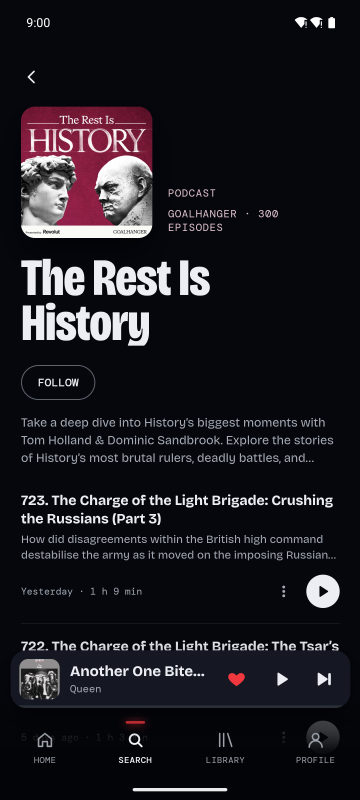 9:00
The Rest Is
HISTORY
Presented by Revolut
GOALHANGER
PODCAST
GOALHANGER · 300
EPISODES
The Rest Is
History
FOLLOW
Take a deep dive into History's biggest moments with
Tom Holland & Dominic Sandbrook. Explore the stories
of History's most brutal rulers, deadly battles, and…
723. The Charge of the Light Brigade: Crushing
the Russians (Part 3)
How did disagreements within the British high command
destabilise the army as it moved on the imposing Russian…
Yesterday · 1 h 9 min
722. The Charge of the Light Brigade: The Tsar's
Another One Bite…
Queen
HOME
SEARCH
LIBRARY
PROFILE